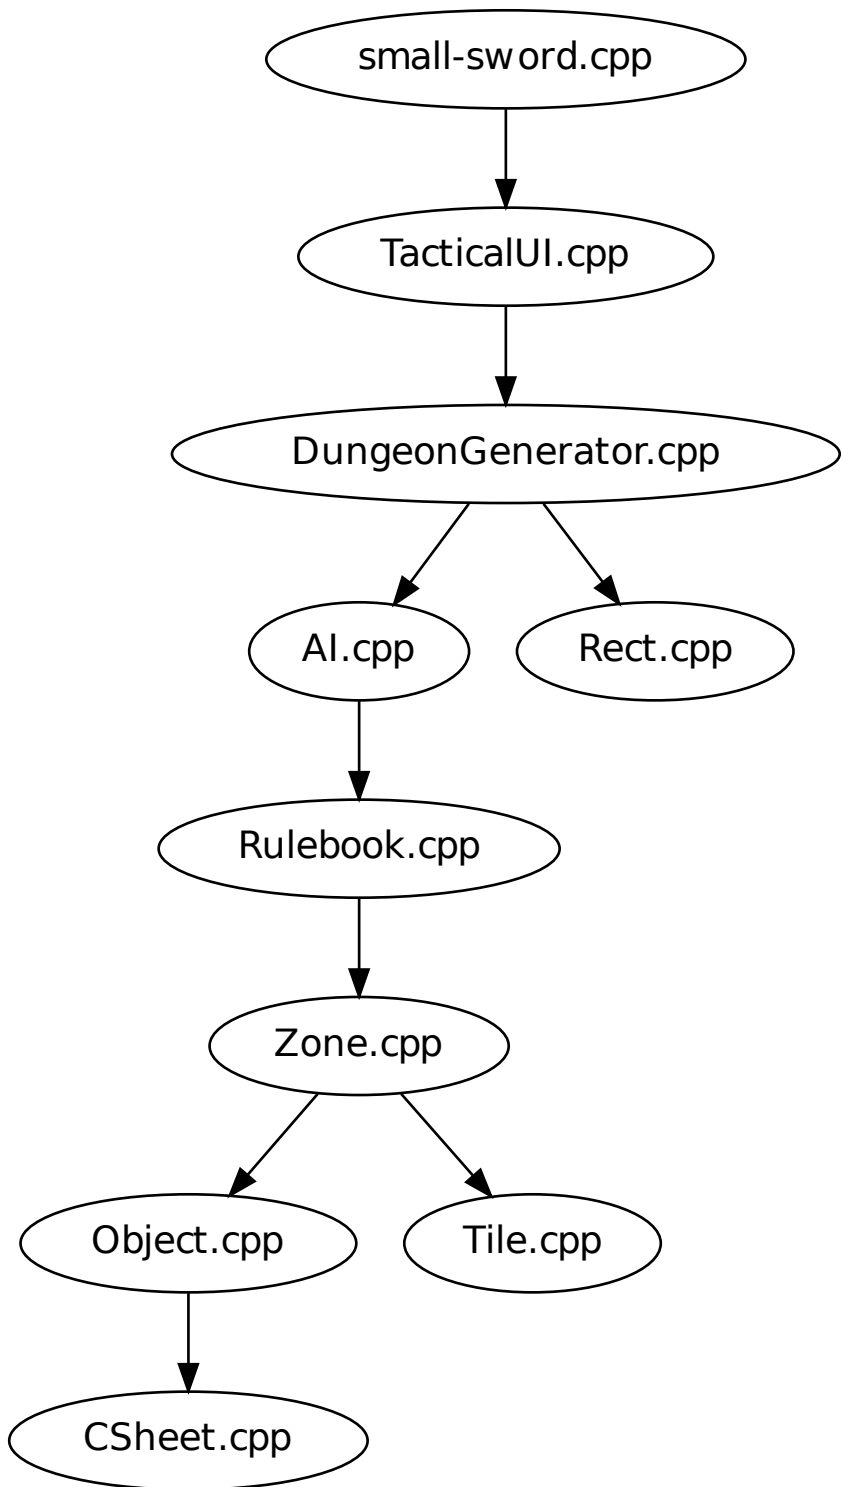 small-sword.cpp
TacticalUI.cpp
DungeonGenerator.cpp
AI.cpp
Rect.cpp
Rulebook.cpp
Zone.cpp
Object.cpp
Tile.cpp
CSheet.cpp